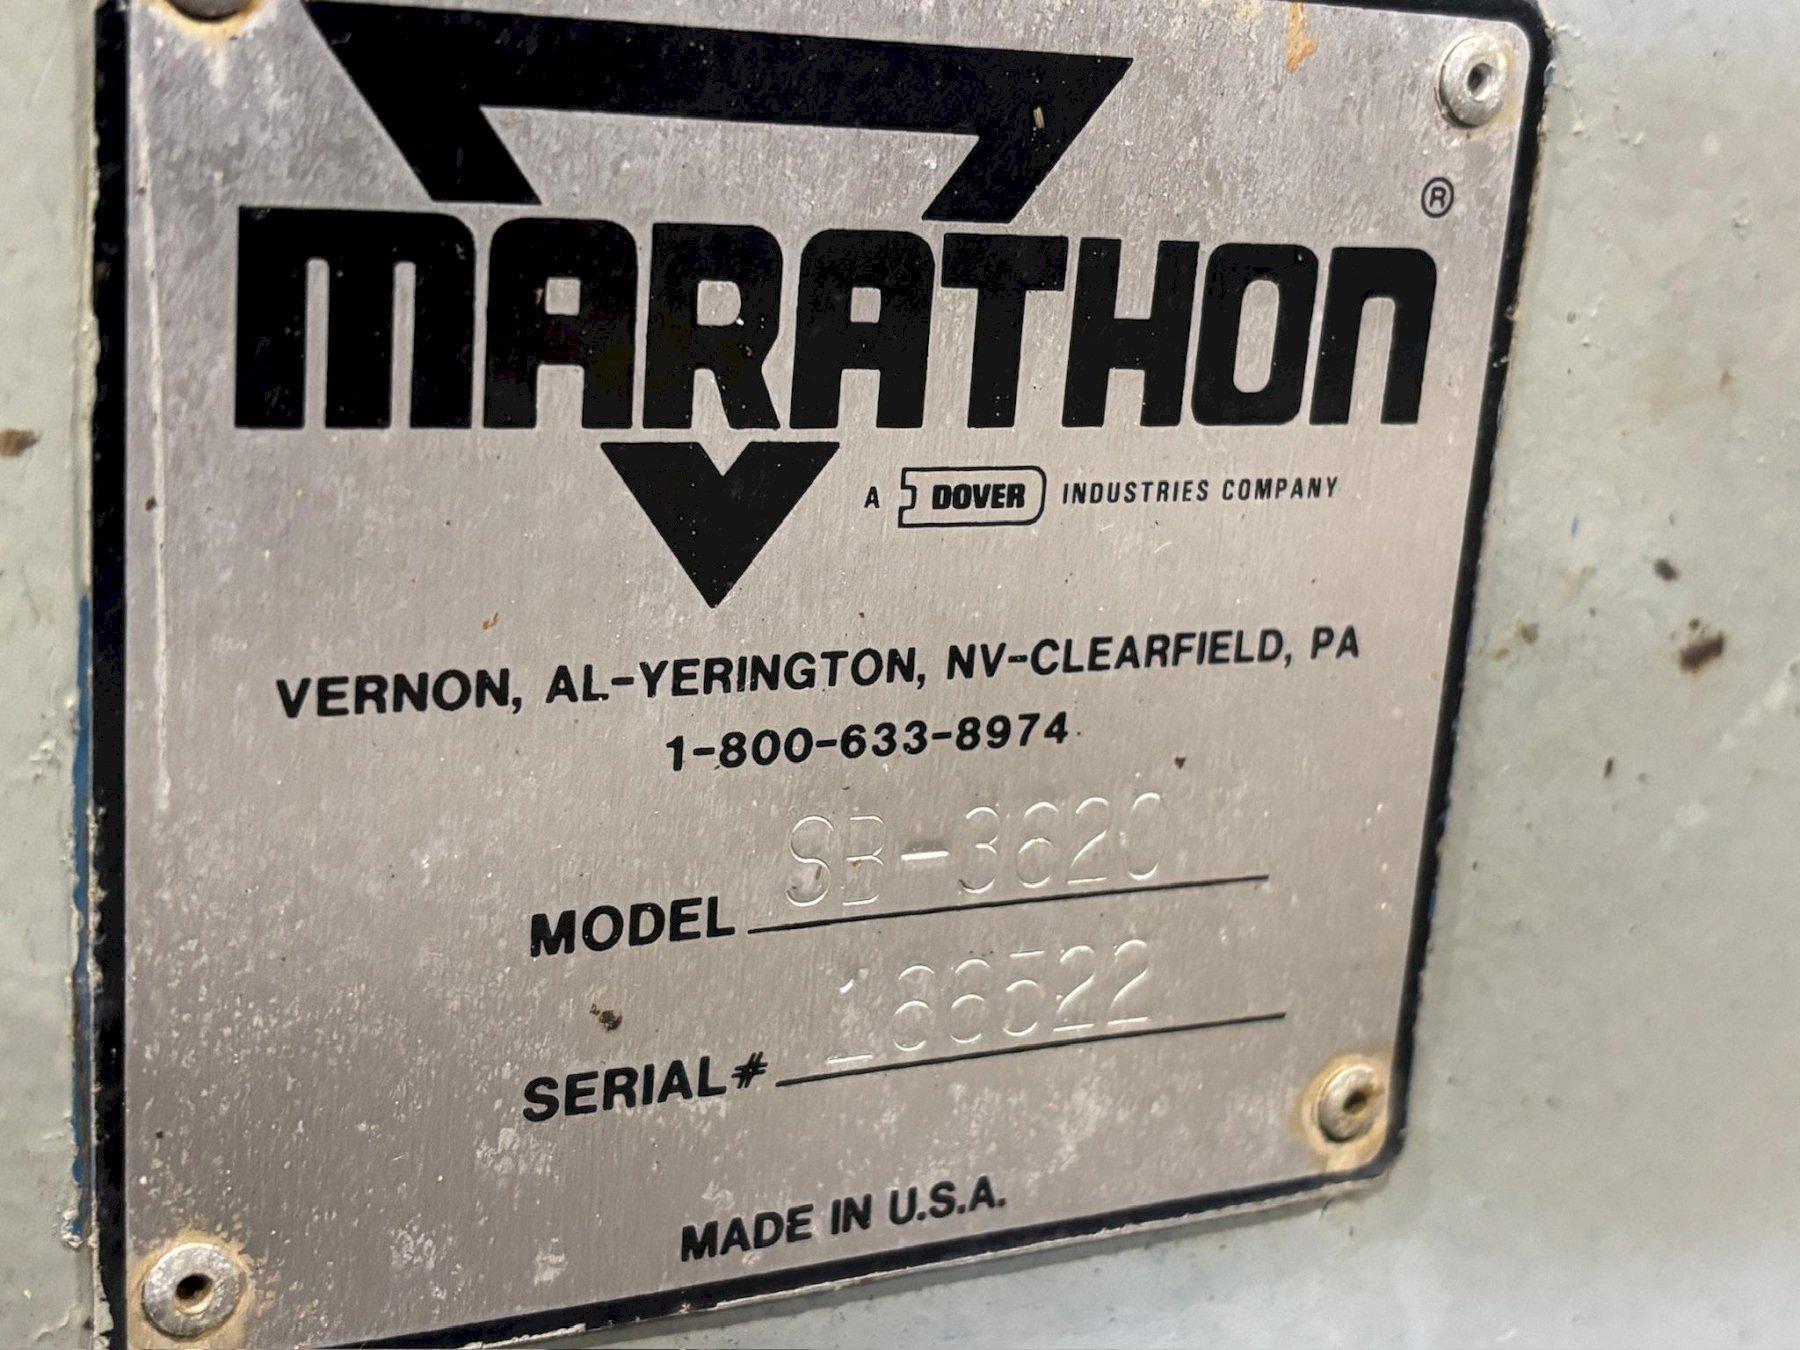 MARATHON ®
A DOVER INDUSTRIES COMPANY
VERNON, AL-YERINGTON, NV-CLEARFIELD, PA
1-800-633-8974
MODEL SB-3620
SERIAL#
MADE IN U.S.A.